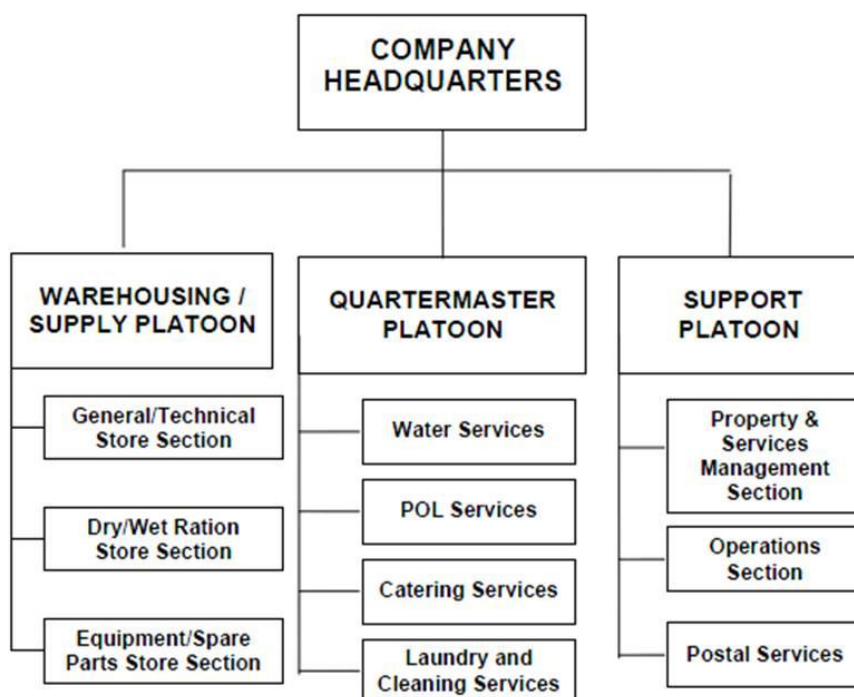 COMPANY
HEADQUARTERS
WAREHOUSING /
SUPPLY PLATOON
General/Technical
Store Section
Dry/Wet Ration
Store Section
Equipment/Spare
Parts Store Section
QUARTERMASTER
PLATOON
Water Services
POL Services
Catering Services
Laundry and
Cleaning Services
SUPPORT
PLATOON
Property &
Services
Management
Section
Operations
Section
Postal Services